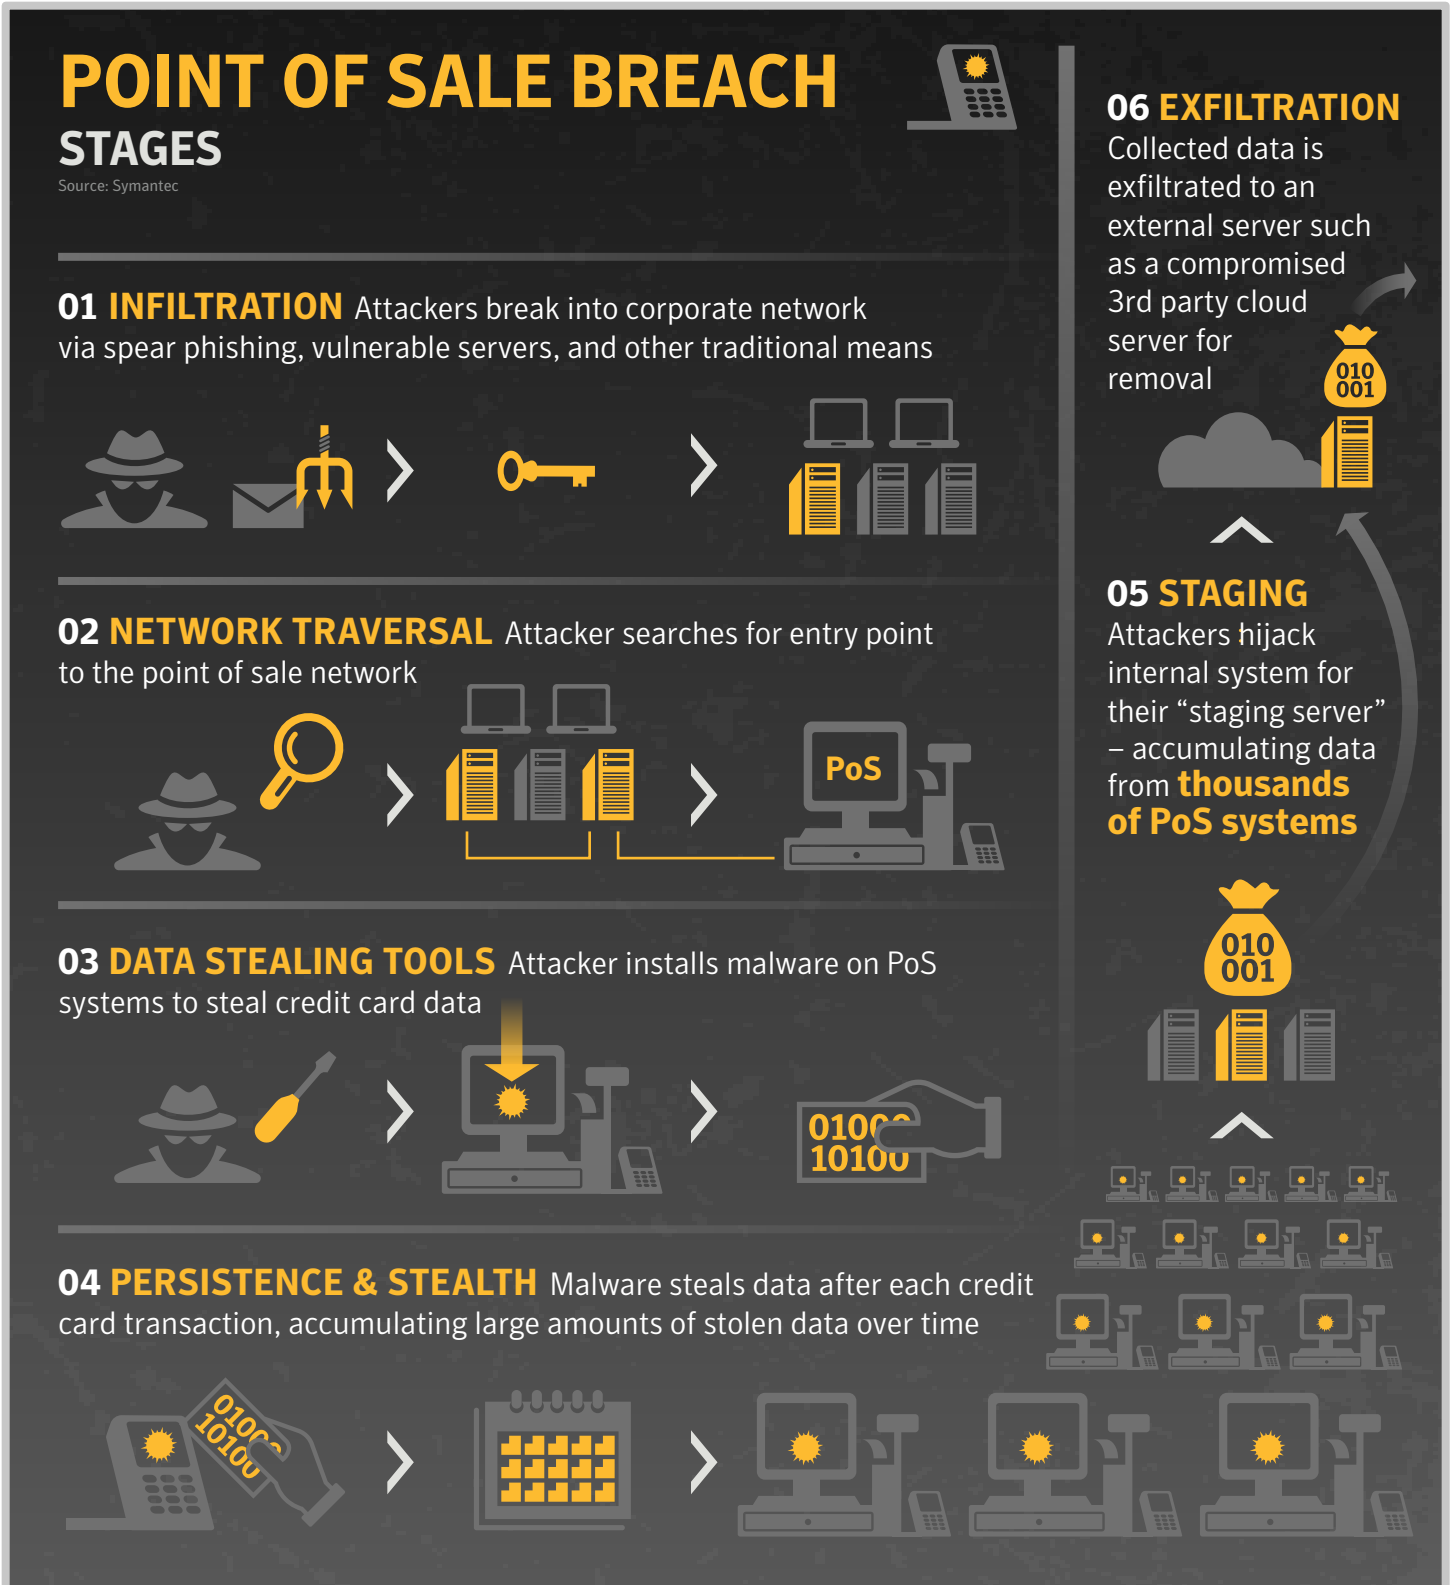 POINT OF SALE BREACH
STAGES
Source: Symantec
01 INFILTRATION Attackers break into corporate network
via spear phishing, vulnerable servers, and other traditional means
02 NETWORK TRAVERSAL Attacker searches for entry point
to the point of sale network
PoS
03 DATA STEALING TOOLS Attacker installs malware on PoS
systems to steal credit card data
01000
10100
04 PERSISTENCE & STEALTH Malware steals data after each credit
card transaction, accumulating large amounts of stolen data over time
01000
10100
05 STAGING
Attackers hijack
internal system for
their “staging server”
– accumulating data
from thousands
of PoS systems
010
001
06 EXFILTRATION
Collected data is
exfiltrated to an
external server such
as a compromised
3rd party cloud
server for
removal
010
001